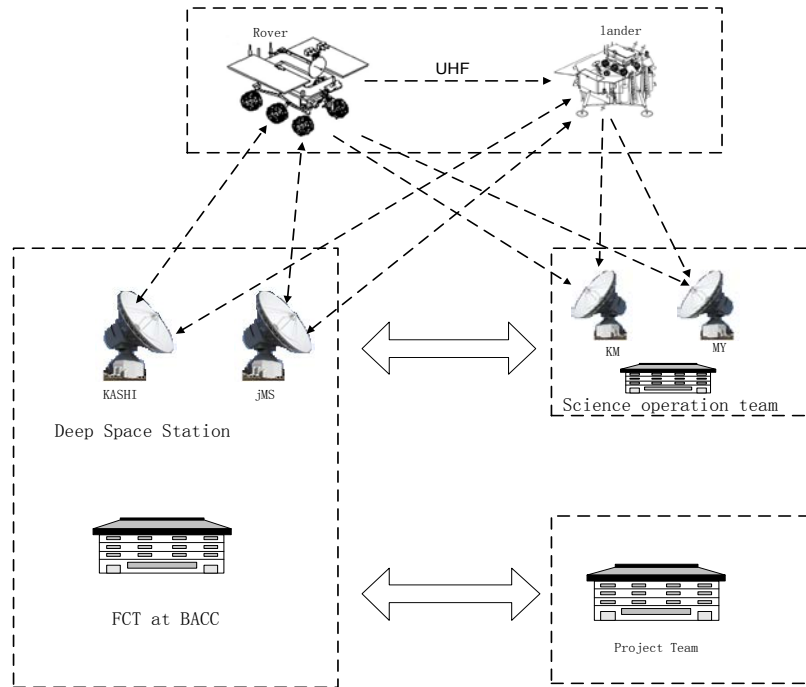 Rover
lander
UHF
KASHI
jMS
Deep Space Station
KM
MY
Science operation team
FCT at BACC
Project Team